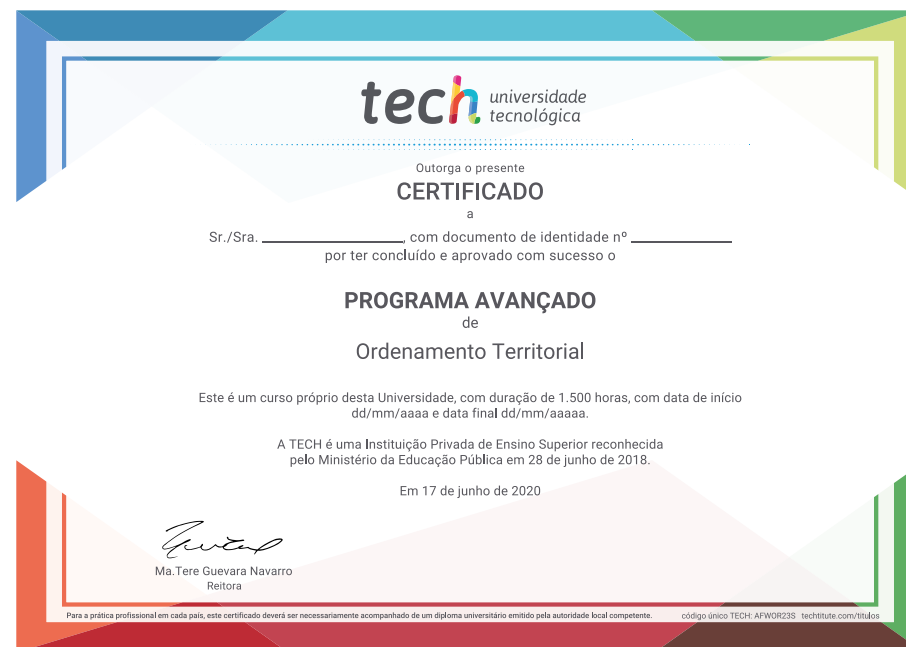 tech universidade
tecnológica
Outorga o presente
CERTIFICADO
a
Sr./Sra. ________________, com documento de identidade nº ____________
por ter concluído e aprovado com sucesso o
PROGRAMA AVANÇADO
de
Ordenamento Territorial
Este é um curso próprio desta Universidade, com duração de 1.500 horas, com data de início
dd/mm/aaaa e data final dd/mm/aaaaa.
A TECH é uma Instituição Privada de Ensino Superior reconhecida
pelo Ministério da Educação Pública em 28 de junho de 2018.
Em 17 de junho de 2020
Ma.Tere Guevara Navarro
Reitora
Para a prática profissional em cada país, este certificado deverá ser necessariamente acompanhado de um diploma universitário emitido pela autoridade local competente. código único TECH: AFWOR23S techtitute.com/titulos